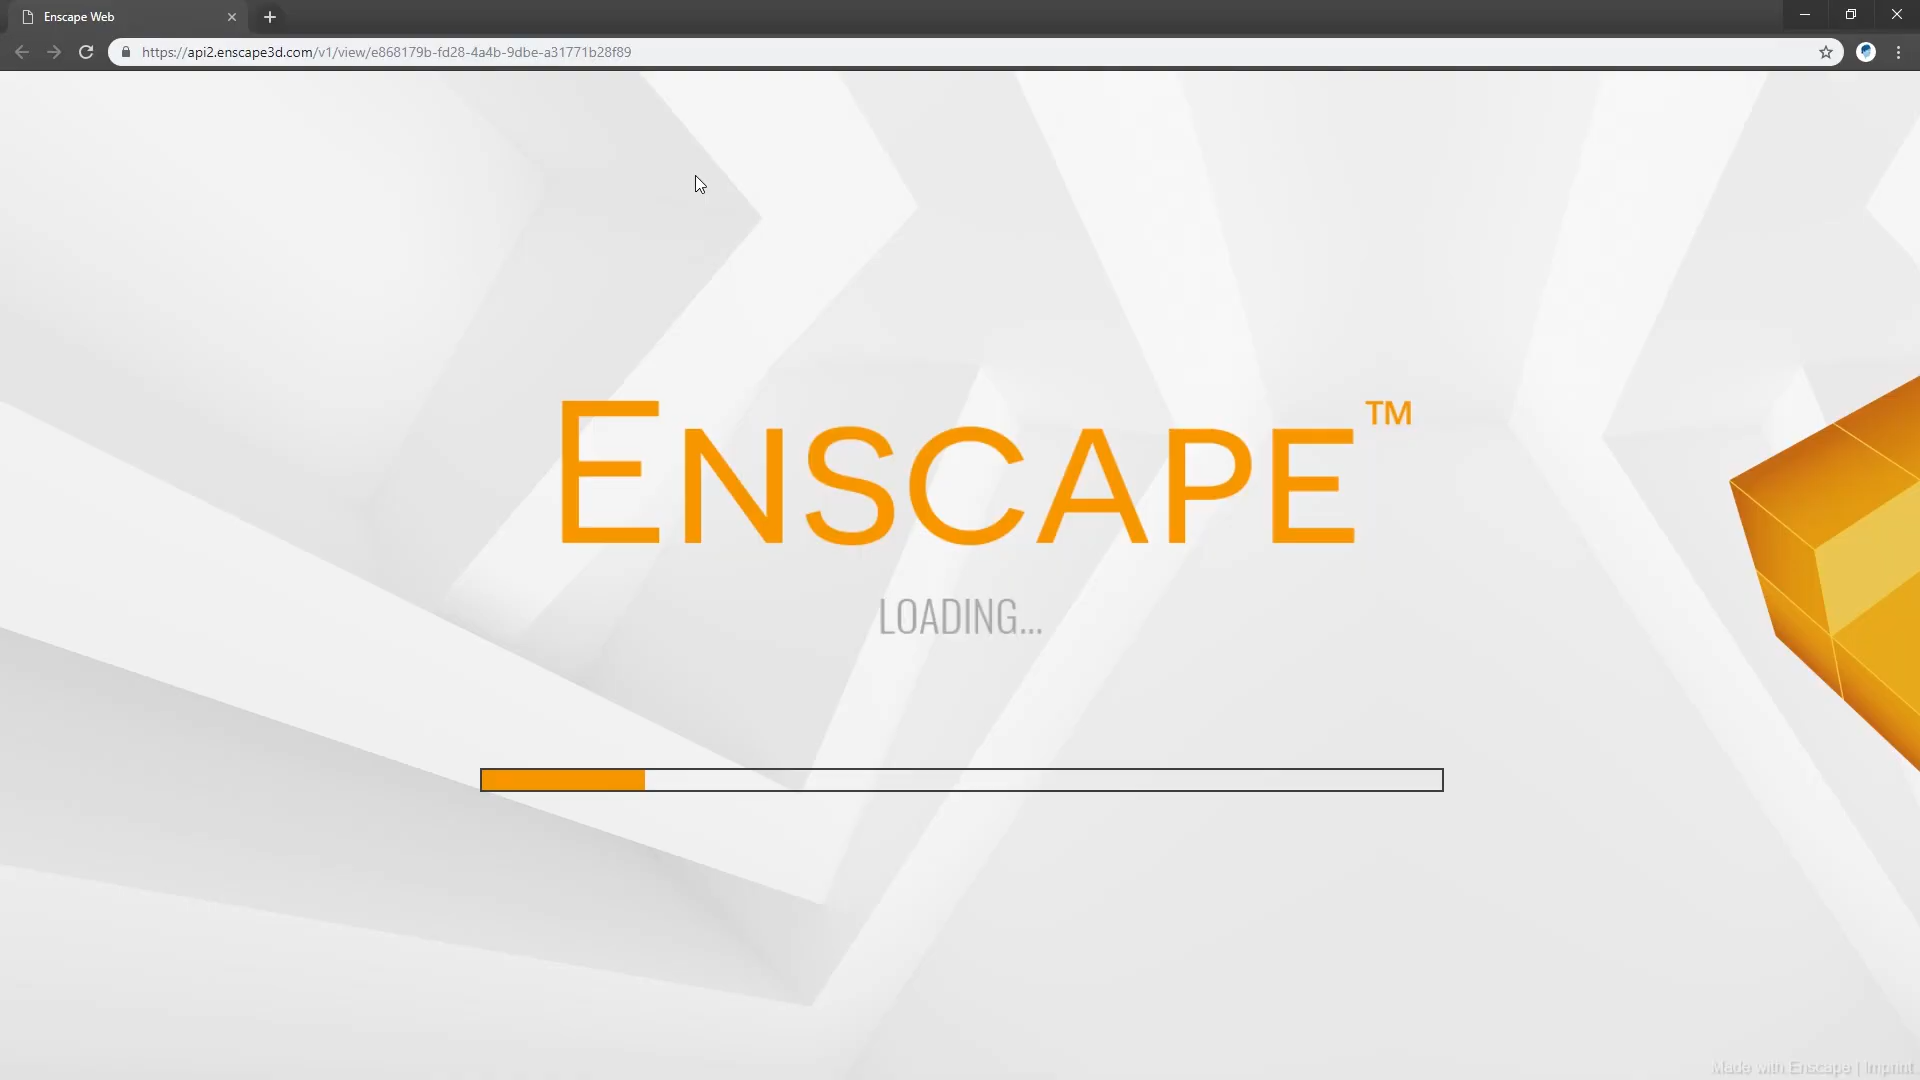 Enscape Web
https://api2.enscape3d.com/v1/view/e868179b-fd28-4a4b-9dbe-a31771b28f89
ENSCAPE™
LOADING...
Made with Enscape | Imprint